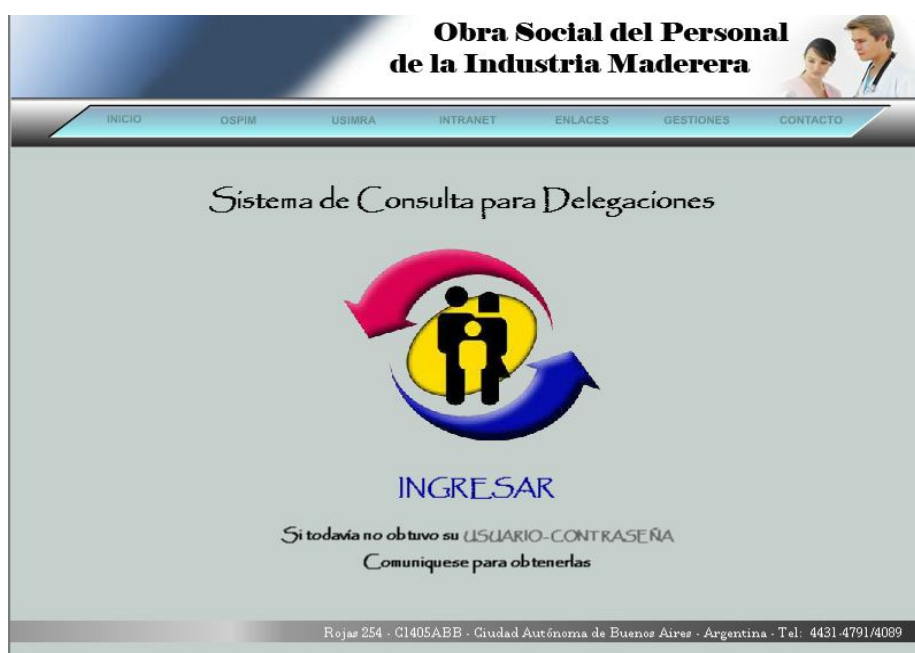 Obra Social del Personal
de la Industria Maderera
INICIO OSPIM USIMRA INTRANET ENLACES GESTIONES CONTACTO
Sistema de Consulta para Delegaciones
INGRESAR
Si todavía no obtuvo su USUARIO-CONTRASEÑA
Comuniquese para obtenerlas
Rojas 254 - C1405ABB - Ciudad Autónoma de Buenos Aires - Argentina - Tel: 4431-4791/4089